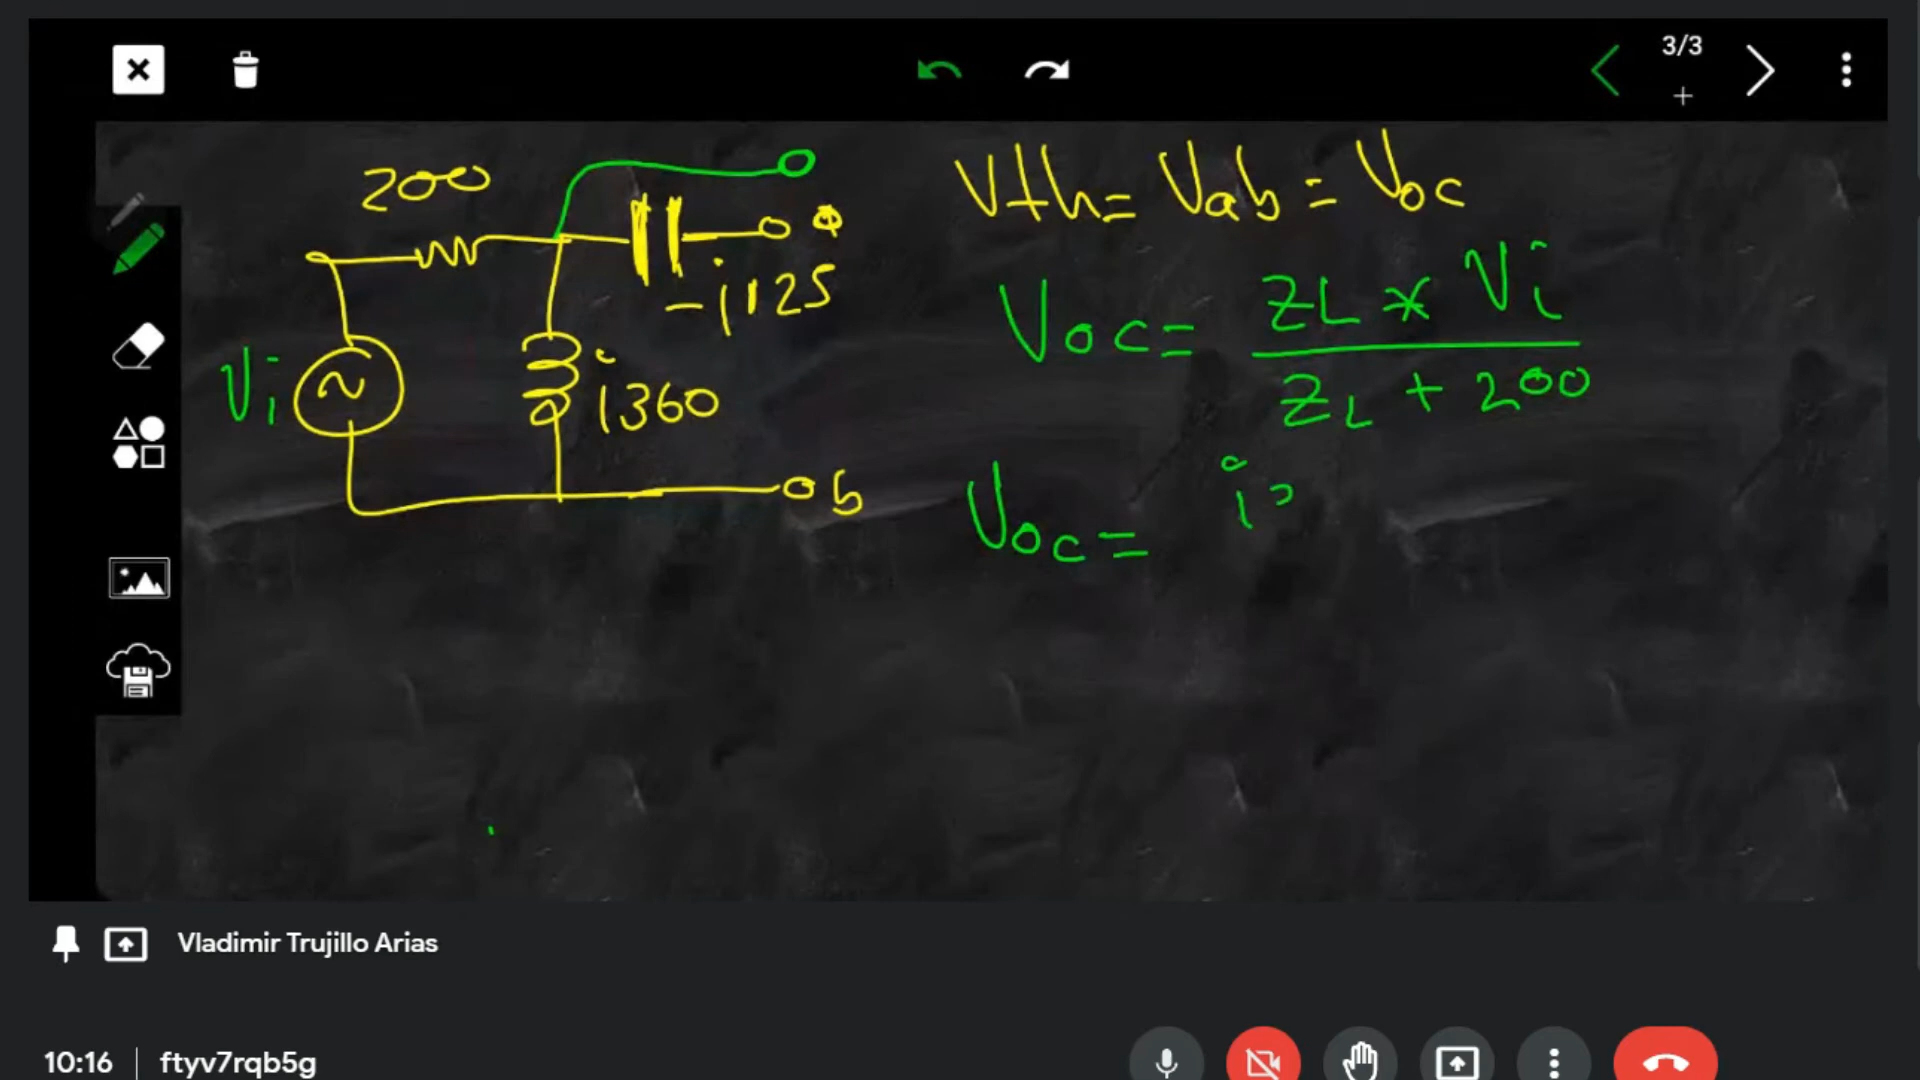 3/3
200
Vth= Vab = Voc
-j125
Voc= ZL * Vi
ZL + 200
Vi
j360
b
Voc=
Vladimir Trujillo Arias
10:16 | ftyv7rqb5g